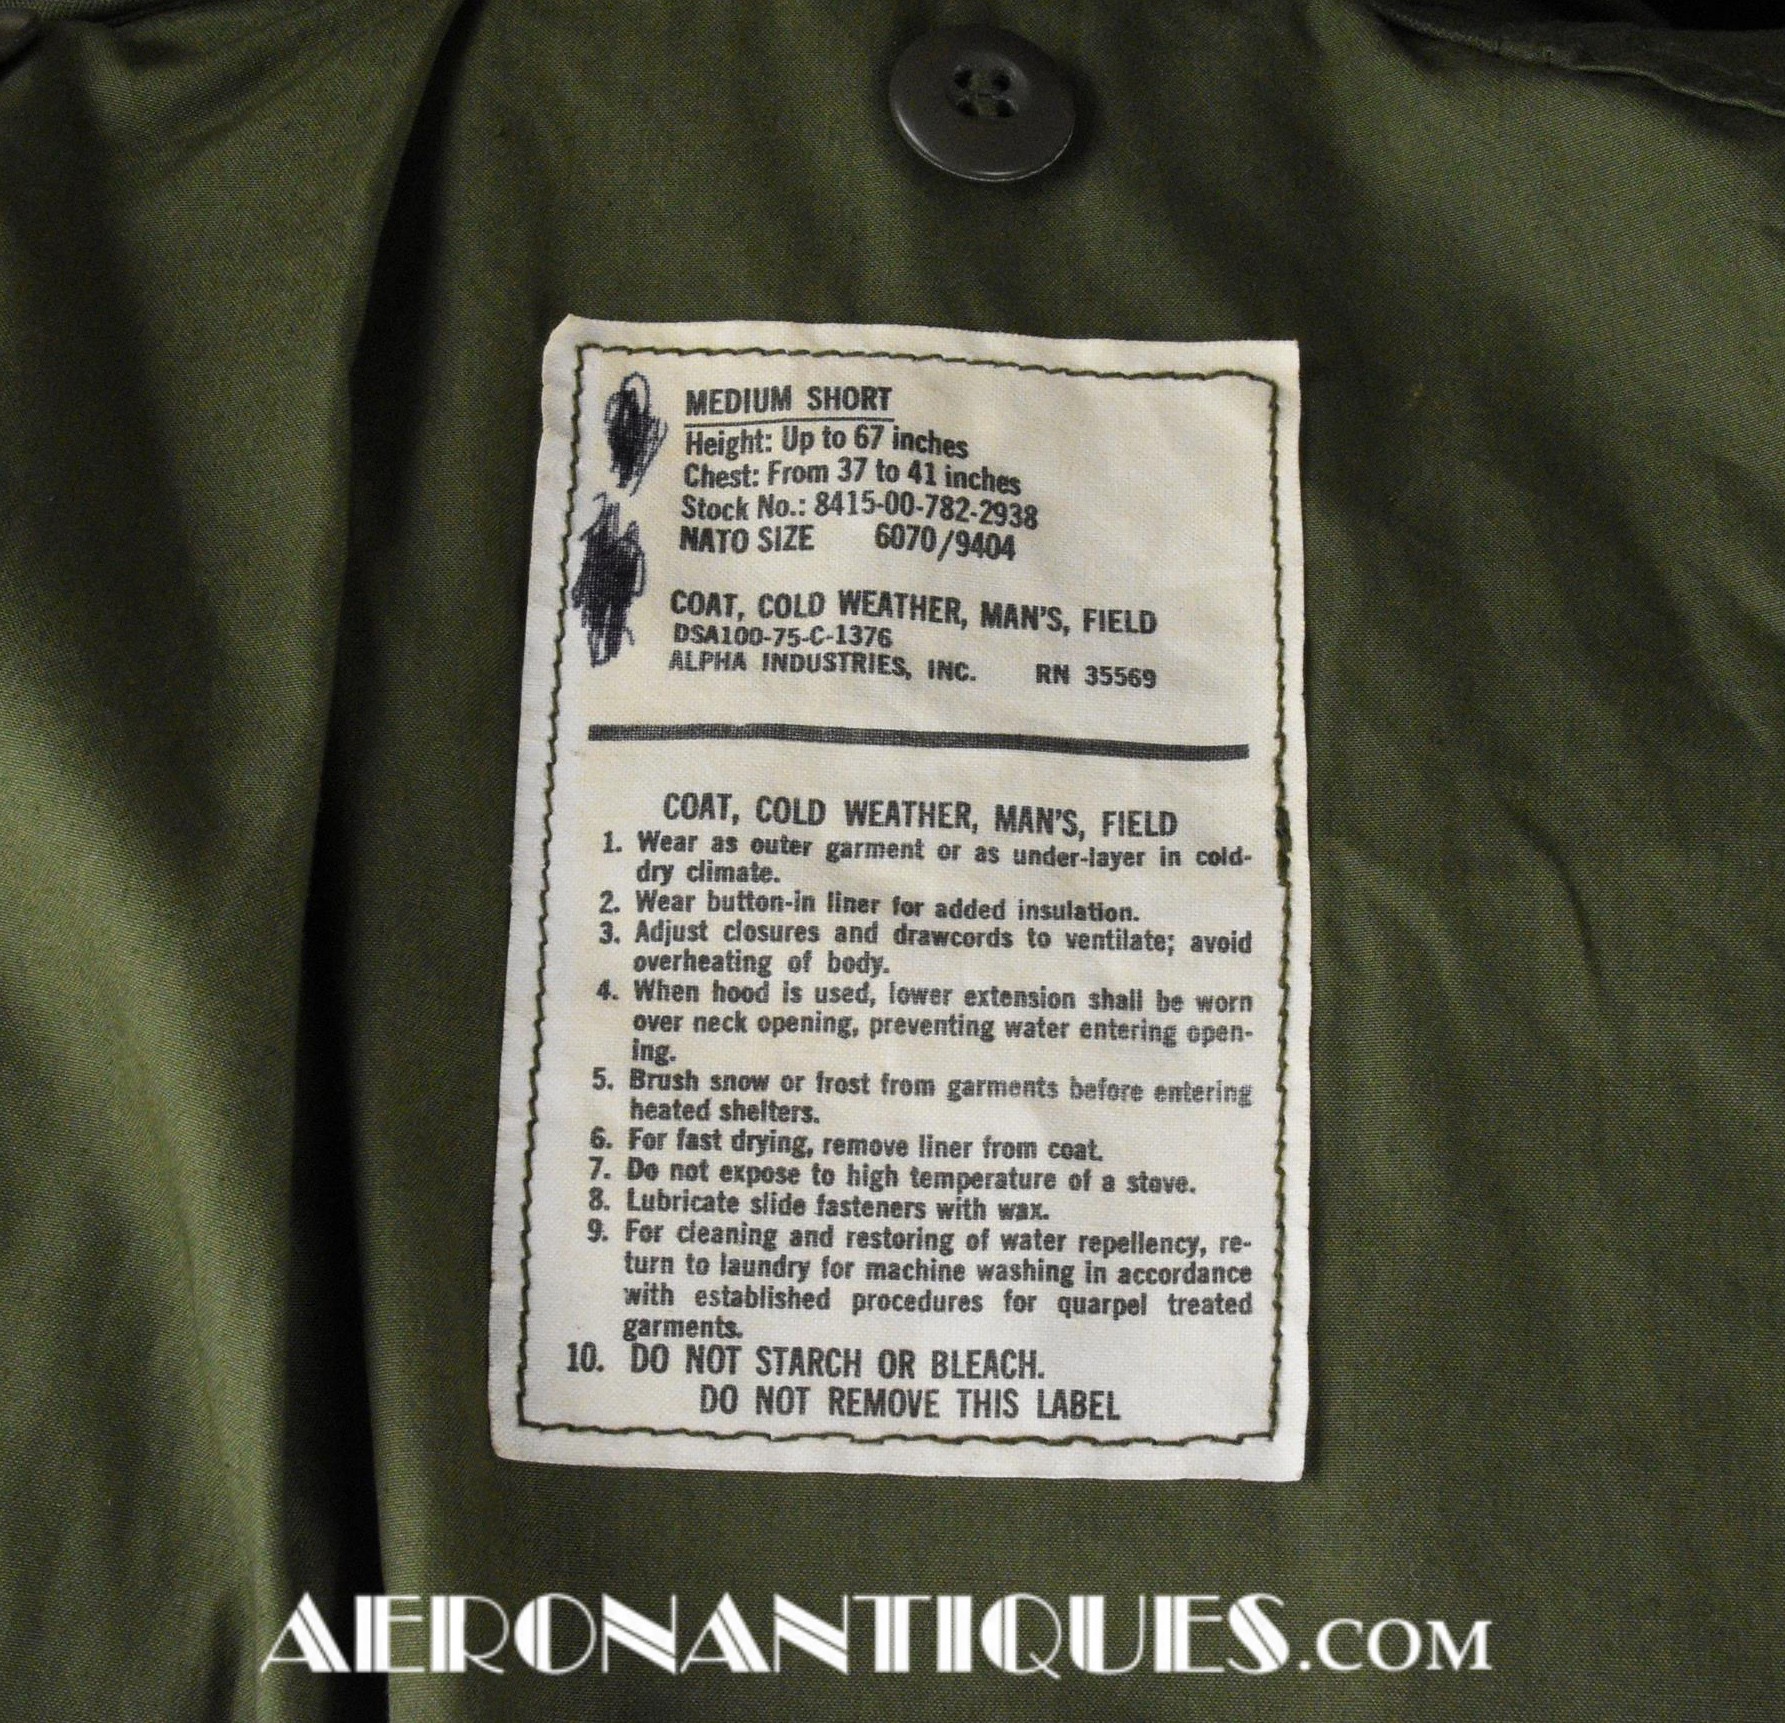 MEDIUM SHORT
Height: Up to 67 inches
Chest: From 37 to 41 inches
Stock No.: 8415-00-782-2938
NATO SIZE 6070/9404
COAT, COLD WEATHER, MAN'S, FIELD
DSA100-75-C-1376
ALPHA INDUSTRIES, INC. RN 35569
COAT, COLD WEATHER, MAN'S, FIELD
1. Wear as outer garment or as under-layer in cold-
dry climate.
2. Wear button-in liner for added insulation.
3. Adjust closures and drawcords to ventilate; avoid
overheating of body.
4. When hood is used, lower extension shall be worn
over neck opening, preventing water entering open-
ing.
5. Brush snow or frost from garments before entering
heated shelters.
6. For fast drying, remove liner from coat.
7. Do not expose to high temperature of a stove.
8. Lubricate slide fasteners with wax.
9. For cleaning and restoring of water repellency, re-
turn to laundry for machine washing in accordance
with established procedures for quarpel treated
garments.
10. DO NOT STARCH OR BLEACH.
DO NOT REMOVE THIS LABEL
AERONANTIQUES.COM